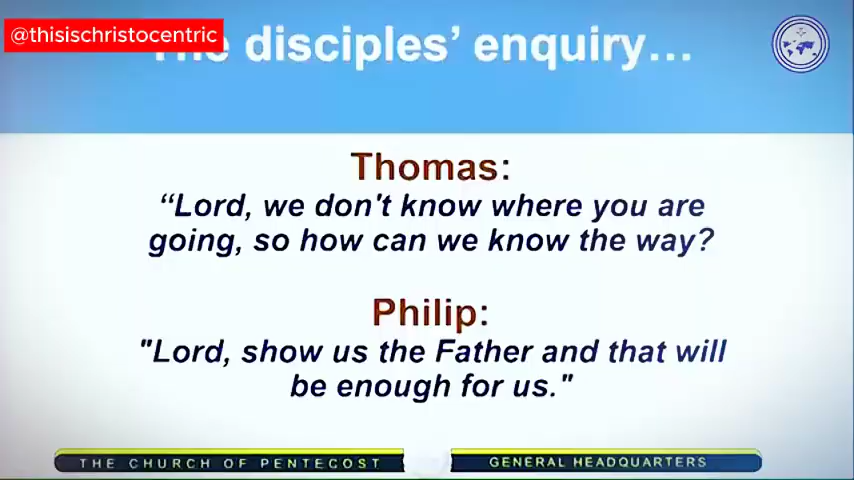 @thisischristocentric
The disciples’ enquiry...
Thomas:
“Lord, we don't know where you are
going, so how can we know the way?
Philip:
"Lord, show us the Father and that will
be enough for us."
THE CHURCH OF PENTECOST
GENERAL HEADQUARTERS